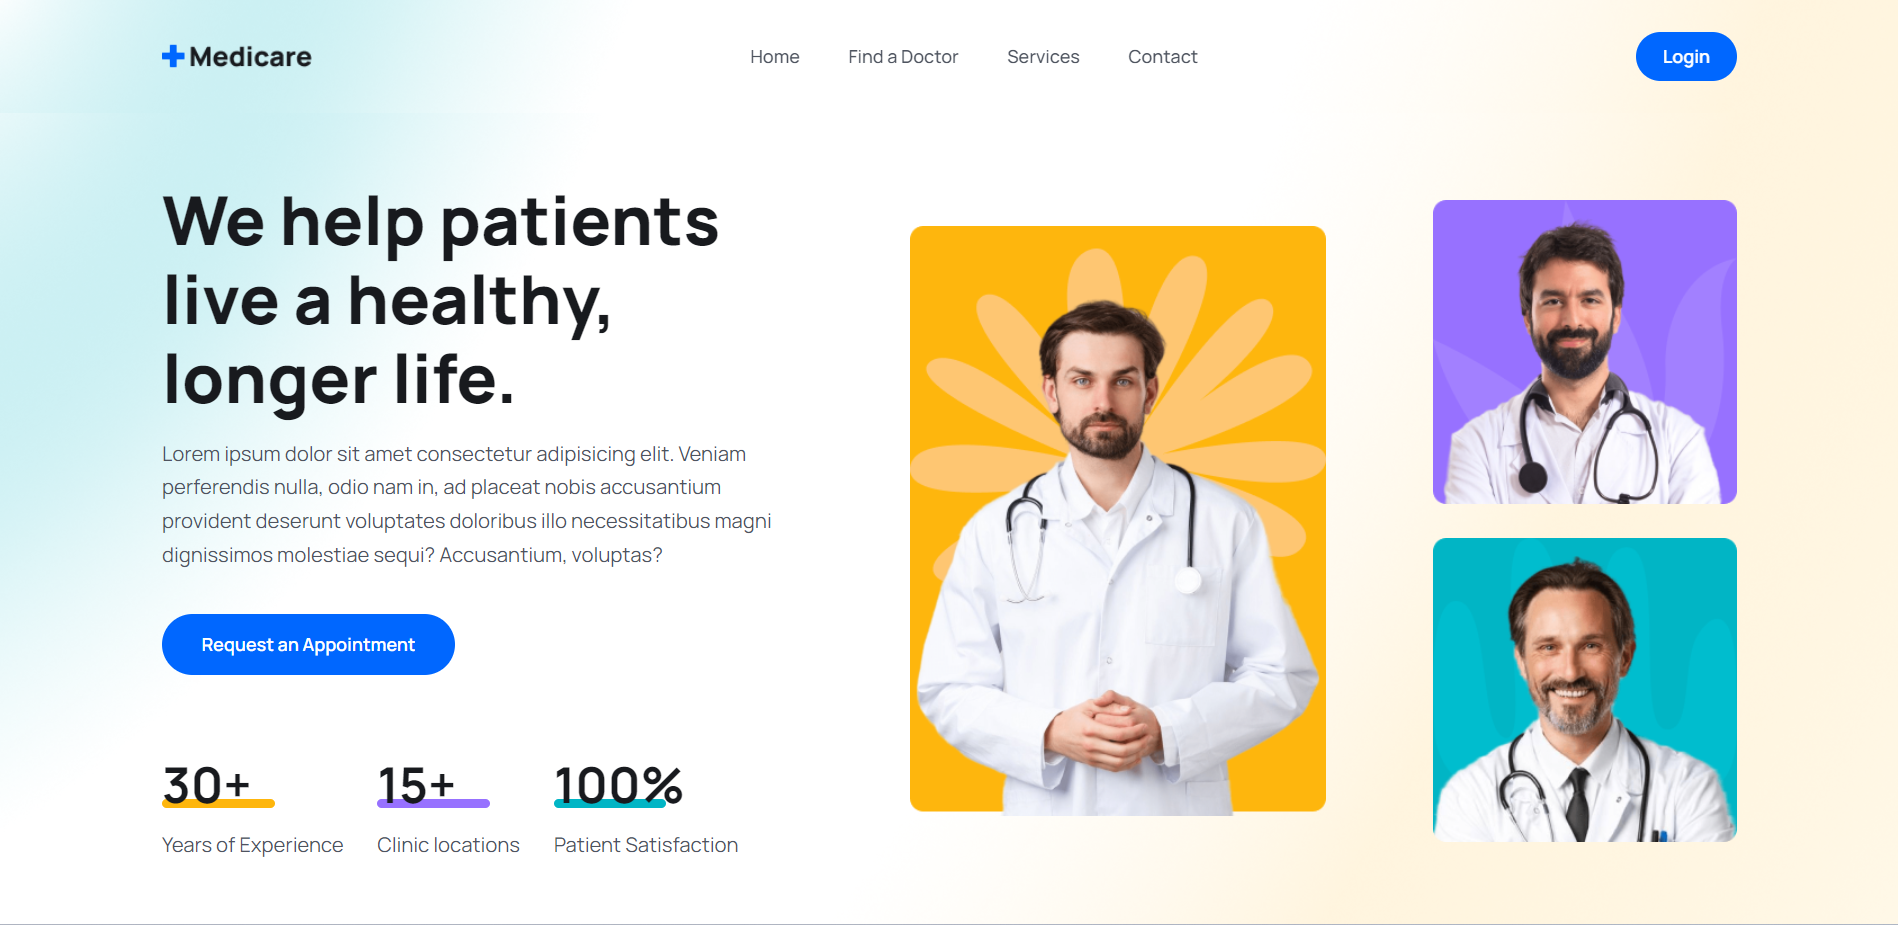 Medicare
Home
Find a Doctor
Services
Contact
Login
We help patients
live a healthy,
longer life.
Lorem ipsum dolor sit amet consectetur adipisicing elit. Veniam
perferendis nulla, odio nam in, ad placeat nobis accusantium
provident deserunt voluptates doloribus illo necessitatibus magni
dignissimos molestiae sequi? Accusantium, voluptas?
Request an Appointment
30+
Years of Experience
15+
Clinic locations
100%
Patient Satisfaction